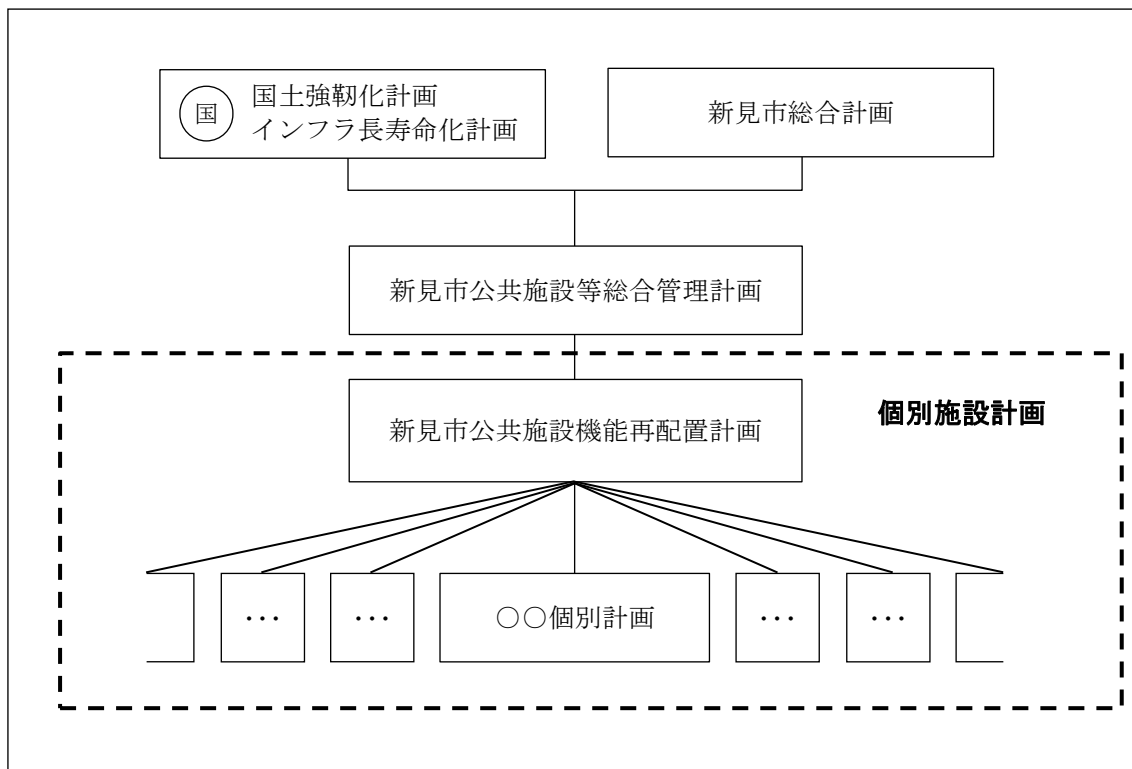 国
国土強靭化計画
インフラ長寿命化計画
新見市総合計画
新見市公共施設等総合管理計画
新見市公共施設機能再配置計画
個別施設計画
…
…
○○個別計画
…
…